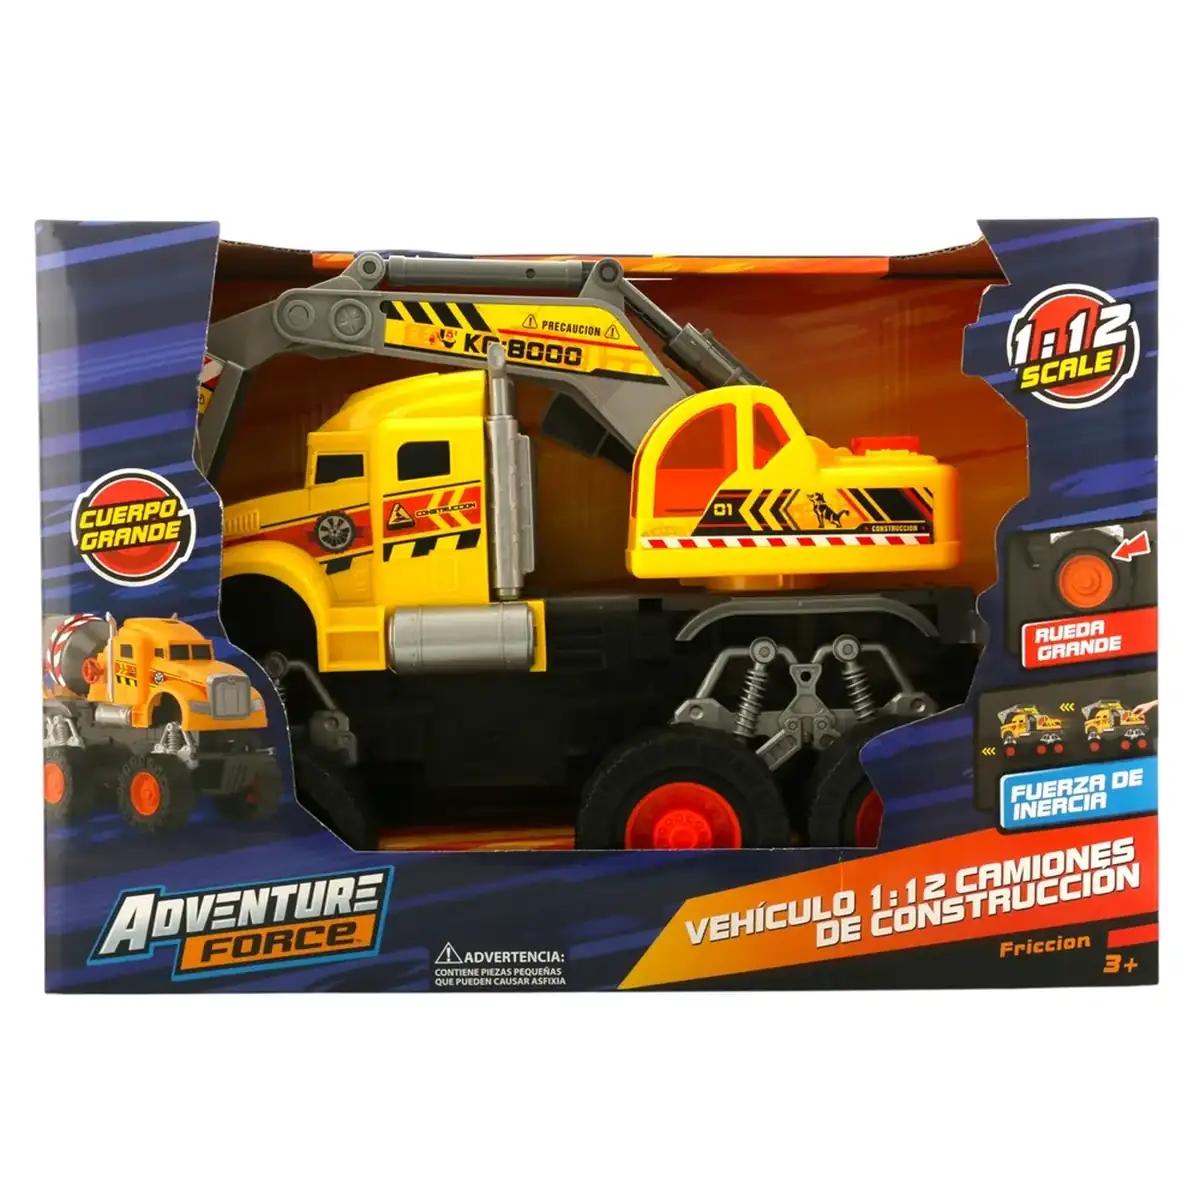 PRECAUCION
KC-8000
1:12
SCALE
CUERPO
GRANDE
CONSTRUCCION
01
CONSTRUCCION
RUEDA
GRANDE
FUERZA DE
INERCIA
ADVENTURE
FORCE
ADVERTENCIA:
CONTIENE PIEZAS PEQUEÑAS
QUE PUEDEN CAUSAR ASFIXIA
VEHÍCULO 1:12 CAMIONES
DE CONSTRUCCIÓN
Friccion
3+